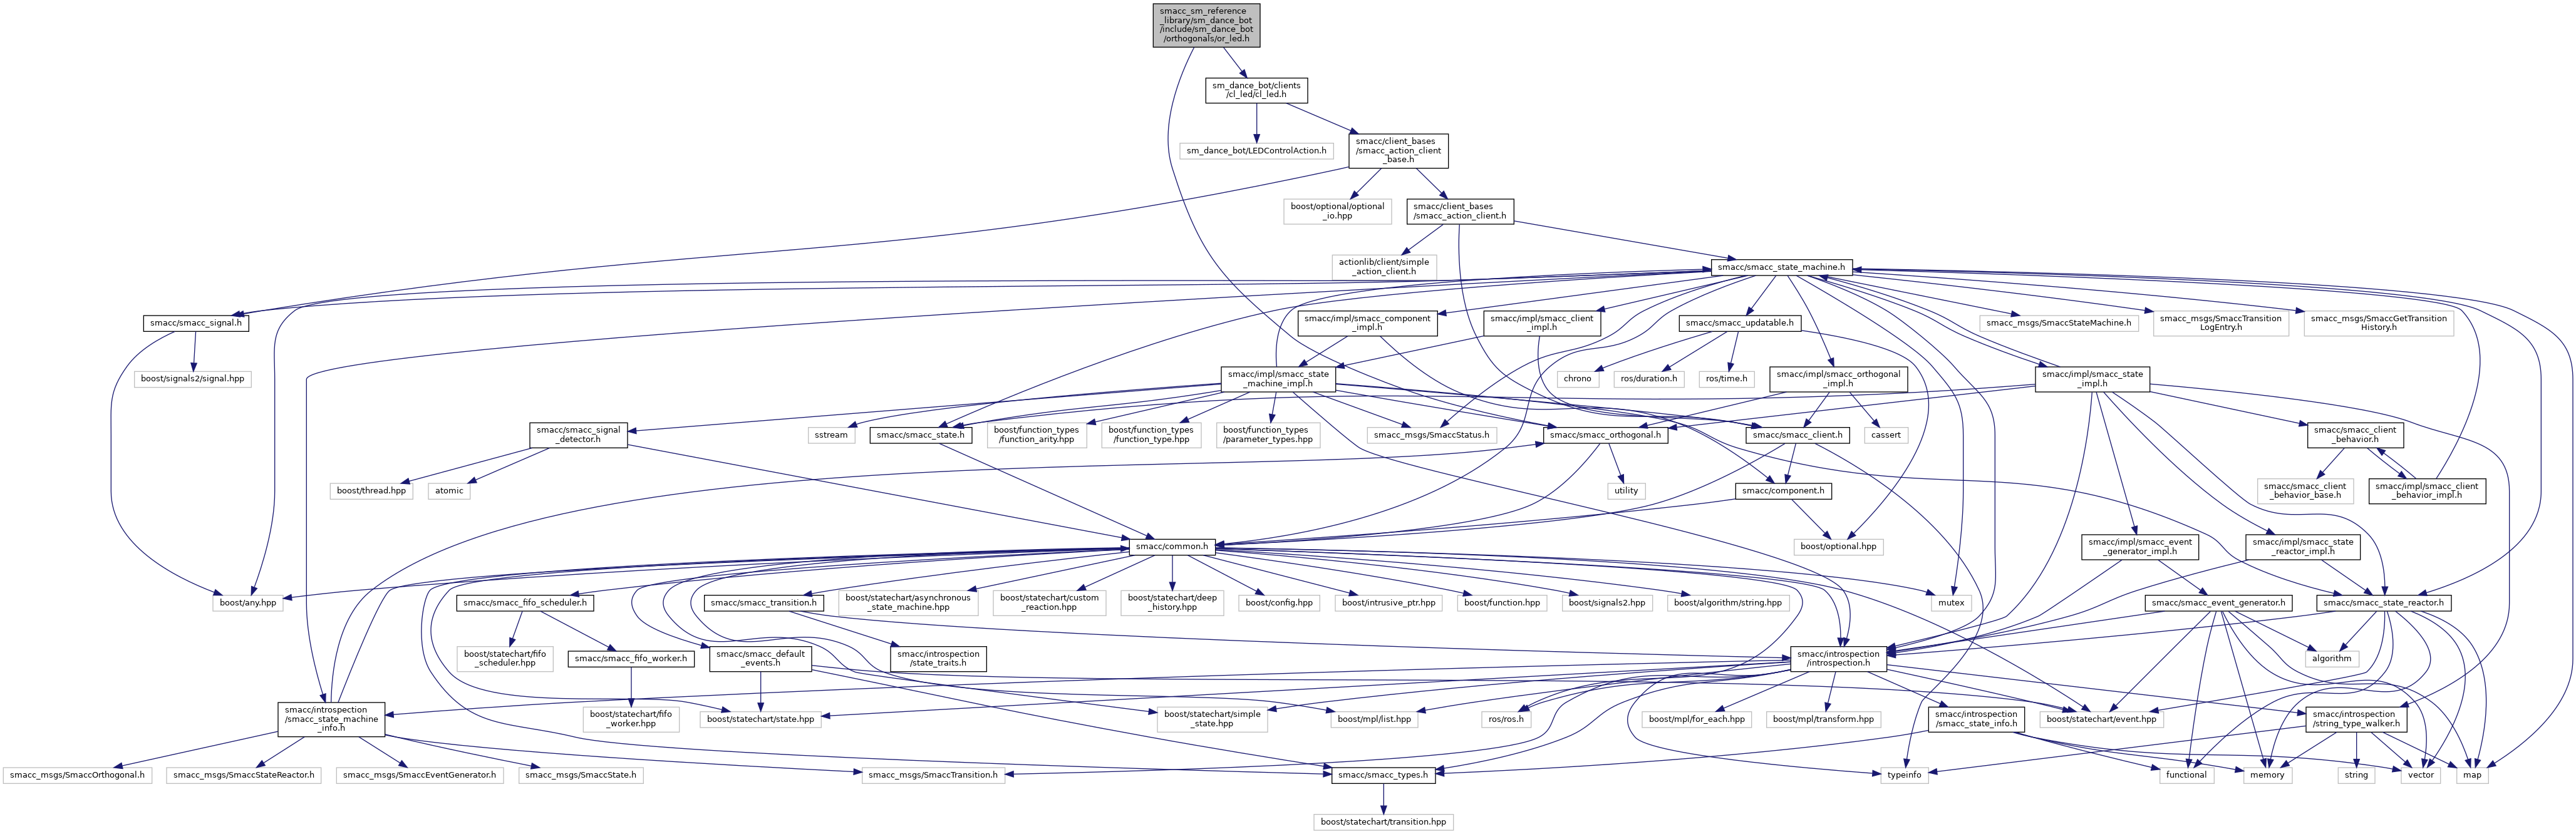 smacc_sm_reference
_library/sm_dance_bot
/include/sm_dance_bot
/orthogonals/or_led.h
sm_dance_bot/clients
/cl_led/cl_led.h
sm_dance_bot/LEDControlAction.h
smacc/client_bases
/smacc_action_client
_base.h
boost/optional/optional
_io.hpp
smacc/client_bases
/smacc_action_client.h
actionlib/client/simple
_action_client.h
smacc/smacc_state_machine.h
smacc/smacc_signal.h
smacc/impl/smacc_component
_impl.h
smacc/impl/smacc_client
_impl.h
smacc/smacc_updatable.h
smacc_msgs/SmaccStateMachine.h
smacc_msgs/SmaccTransition
LogEntry.h
smacc_msgs/SmaccGetTransition
History.h
boost/signals2/signal.hpp
smacc/impl/smacc_state
_machine_impl.h
chrono
ros/duration.h
ros/time.h
smacc/impl/smacc_orthogonal
_impl.h
smacc/impl/smacc_state
_impl.h
smacc/smacc_signal
_detector.h
sstream
smacc/smacc_state.h
boost/function_types
/function_arity.hpp
boost/function_types
/function_type.hpp
boost/function_types
/parameter_types.hpp
smacc_msgs/SmaccStatus.h
smacc/smacc_orthogonal.h
smacc/smacc_client.h
cassert
smacc/smacc_client
_behavior.h
boost/thread.hpp
atomic
utility
smacc/component.h
smacc/smacc_client
_behavior_base.h
smacc/impl/smacc_client
_behavior_impl.h
smacc/common.h
boost/optional.hpp
smacc/impl/smacc_event
_generator_impl.h
smacc/impl/smacc_state
_reactor_impl.h
boost/any.hpp
smacc/smacc_fifo_scheduler.h
smacc/smacc_transition.h
boost/statechart/asynchronous
_state_machine.hpp
boost/statechart/custom
_reaction.hpp
boost/statechart/deep
_history.hpp
boost/config.hpp
boost/intrusive_ptr.hpp
boost/function.hpp
boost/signals2.hpp
boost/algorithm/string.hpp
mutex
smacc/smacc_event_generator.h
smacc/smacc_state_reactor.h
boost/statechart/fifo
_scheduler.hpp
smacc/smacc_fifo_worker.h
smacc/smacc_default
_events.h
smacc/introspection
/state_traits.h
smacc/introspection
/introspection.h
algorithm
smacc/introspection
/smacc_state_machine
_info.h
boost/statechart/fifo
_worker.hpp
boost/statechart/state.hpp
boost/statechart/simple
_state.hpp
boost/mpl/list.hpp
ros/ros.h
boost/mpl/for_each.hpp
boost/mpl/transform.hpp
smacc/introspection
/smacc_state_info.h
boost/statechart/event.hpp
smacc/introspection
/string_type_walker.h
smacc_msgs/SmaccOrthogonal.h
smacc_msgs/SmaccStateReactor.h
smacc_msgs/SmaccEventGenerator.h
smacc_msgs/SmaccState.h
smacc_msgs/SmaccTransition.h
smacc/smacc_types.h
typeinfo
functional
memory
string
vector
map
boost/statechart/transition.hpp